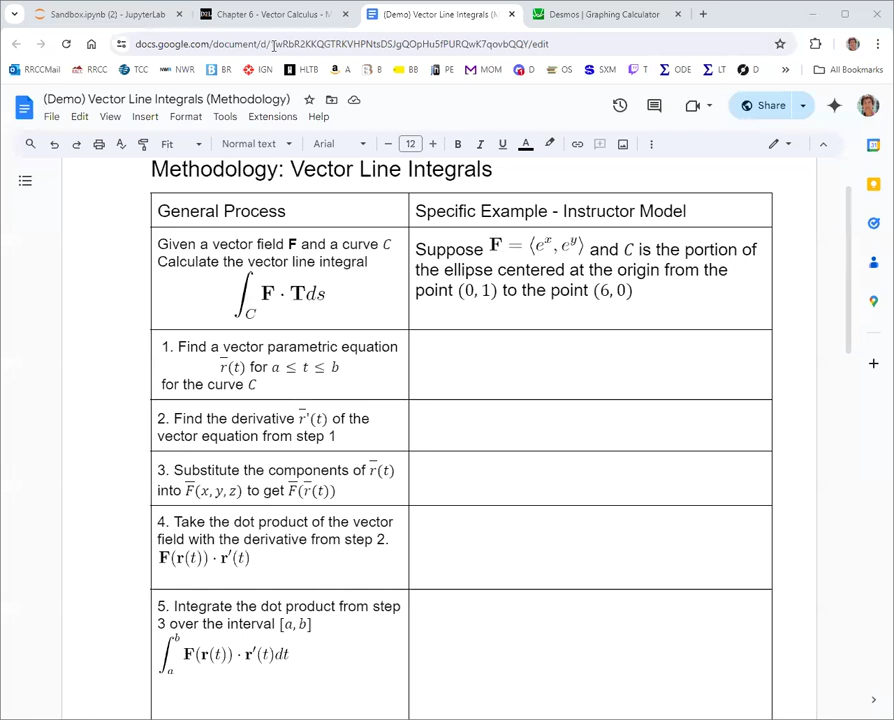 Sandbox.ipynb (2) - JupyterLab
Chapter 6 - Vector Calculus - M
(Demo) Vector Line Integrals (M
Desmos | Graphing Calculator
RRCCMail RRCC TCC NWR BR IGN HLTB A B BB PE MOM D OS SXM T ODE LT D » All Bookmarks
(Demo) Vector Line Integrals (Methodology)
File Edit View Insert Format Tools Extensions Help
Share
Fit Normal text Arial 12 B I U A
Methodology: Vector Line Integrals
General Process
Specific Example - Instructor Model
Given a vector field F and a curve C
Calculate the vector line integral
∫_C F · T ds
Suppose F = ⟨e^x, e^y⟩ and C is the portion of
the ellipse centered at the origin from the
point (0, 1) to the point (6, 0)
1. Find a vector parametric equation
r̅(t) for a ≤ t ≤ b
for the curve C
2. Find the derivative r̅'(t) of the
vector equation from step 1
3. Substitute the components of r̅(t)
into F̅(x, y, z) to get F̅(r̅(t))
4. Take the dot product of the vector
field with the derivative from step 2.
F(r(t)) · r′(t)
5. Integrate the dot product from step
3 over the interval [a, b]
∫_a^b F(r(t)) · r′(t)dt